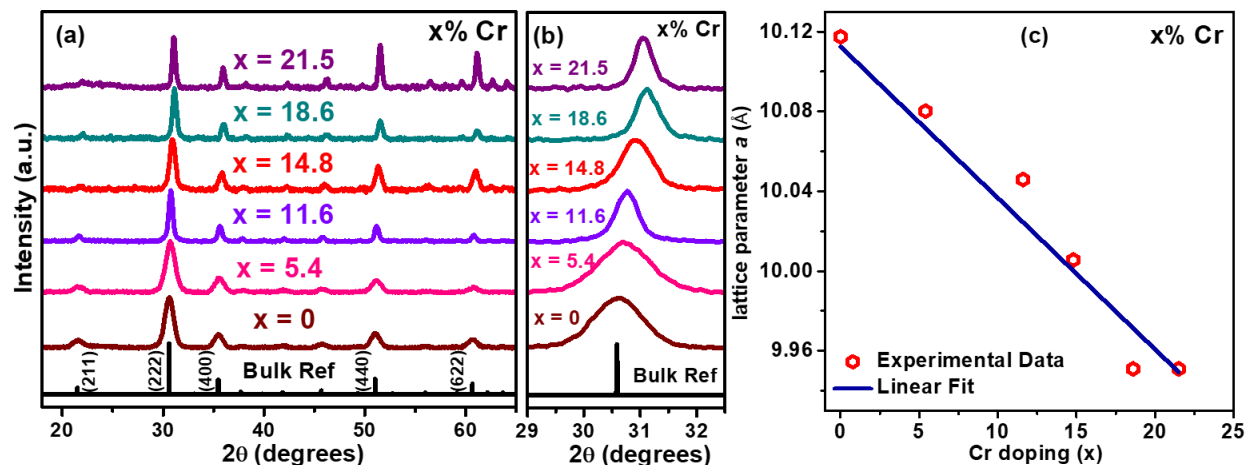 (a)
x% Cr
x = 21.5
x = 18.6
x = 14.8
x = 11.6
x = 5.4
x = 0
(211)
(222)
(400)
Bulk Ref
(440)
(622)
Intensity (a.u.)
20
30
40
50
60
2θ (degrees)
(b)
x% Cr
x = 21.5
x = 18.6
x = 14.8
x = 11.6
x = 5.4
x = 0
Bulk Ref
29
30
31
32
2θ (degrees)
(c)
x% Cr
10.12
10.08
10.04
10.00
9.96
lattice parameter a (Å)
Experimental Data
Linear Fit
0
5
10
15
20
25
Cr doping (x)